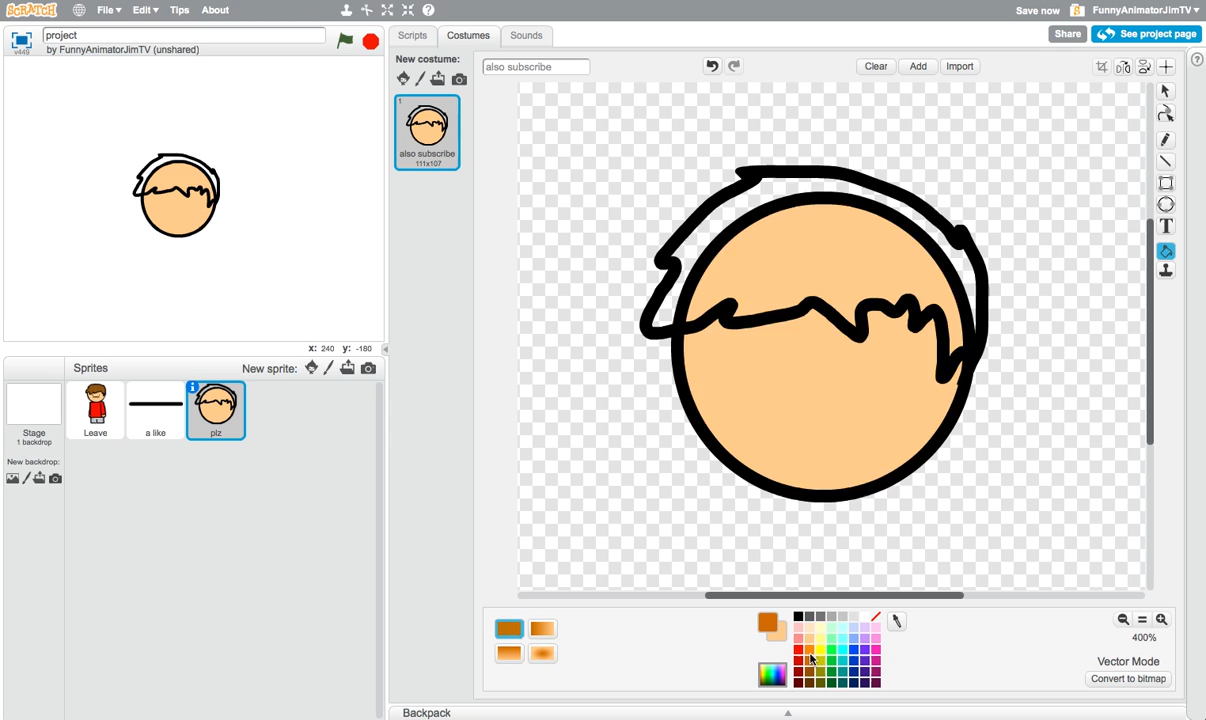 SCRATCH File▾ Edit▾ Tips About Save now FunnyAnimatorJimTV▾
project
by FunnyAnimatorJimTV (unshared)
v449
Scripts Costumes Sounds Share See project page
New costume:
also subscribe Clear Add Import
1
also subscribe
111x107
T
x: 240 y: -180
Sprites New sprite:
Stage
1 backdrop
New backdrop:
Leave a like plz
400%
Vector Mode
Convert to bitmap
Backpack